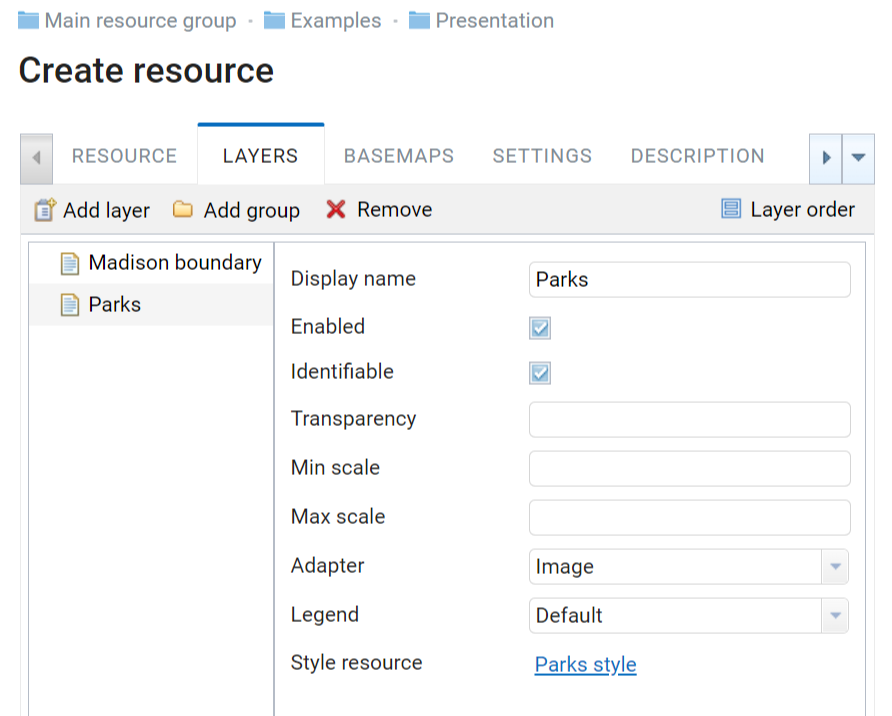 Main resource group · Examples · Presentation
Create resource
RESOURCE LAYERS BASEMAPS SETTINGS DESCRIPTION
Add layer Add group Remove Layer order
Madison boundary
Parks
Display name Parks
Enabled
Identifiable
Transparency
Min scale
Max scale
Adapter Image
Legend Default
Style resource Parks style